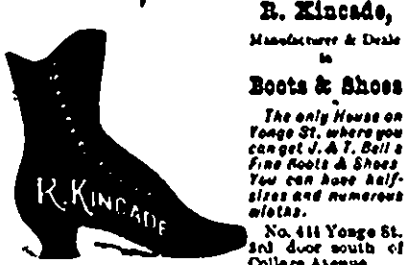 R. Kincade,
Manufacturer & Deale
in
Boots & Shoes
The only House on
Yonge St. where you
can get J. & T. Bell s
Fine Boots & Shoes
You can have half-
sizes and numerous
widths.
No. 444 Yonge St.
3rd door south of
College Avenue
R. KINCADE